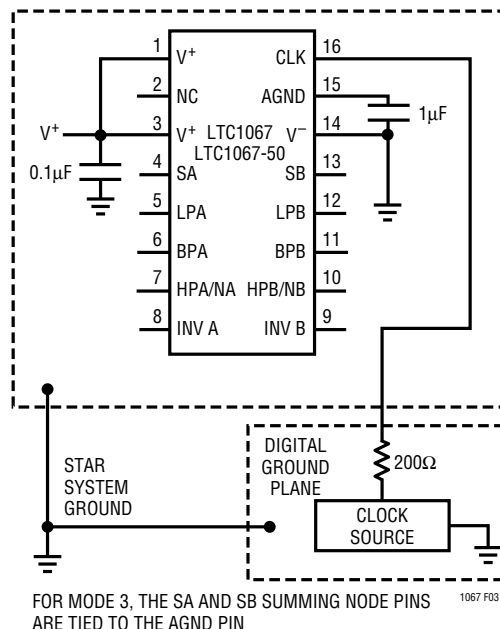 1 V+ CLK 16
2 NC AGND 15
1μF
V+ 3 V+ LTC1067 V− 14
LTC1067-50
0.1μF 4 SA SB 13
5 LPA LPB 12
6 BPA BPB 11
7 HPA/NA HPB/NB 10
8 INV A INV B 9
STAR
SYSTEM
GROUND
DIGITAL
GROUND
PLANE
200Ω
CLOCK
SOURCE
FOR MODE 3, THE SA AND SB SUMMING NODE PINS
ARE TIED TO THE AGND PIN
1067 F03